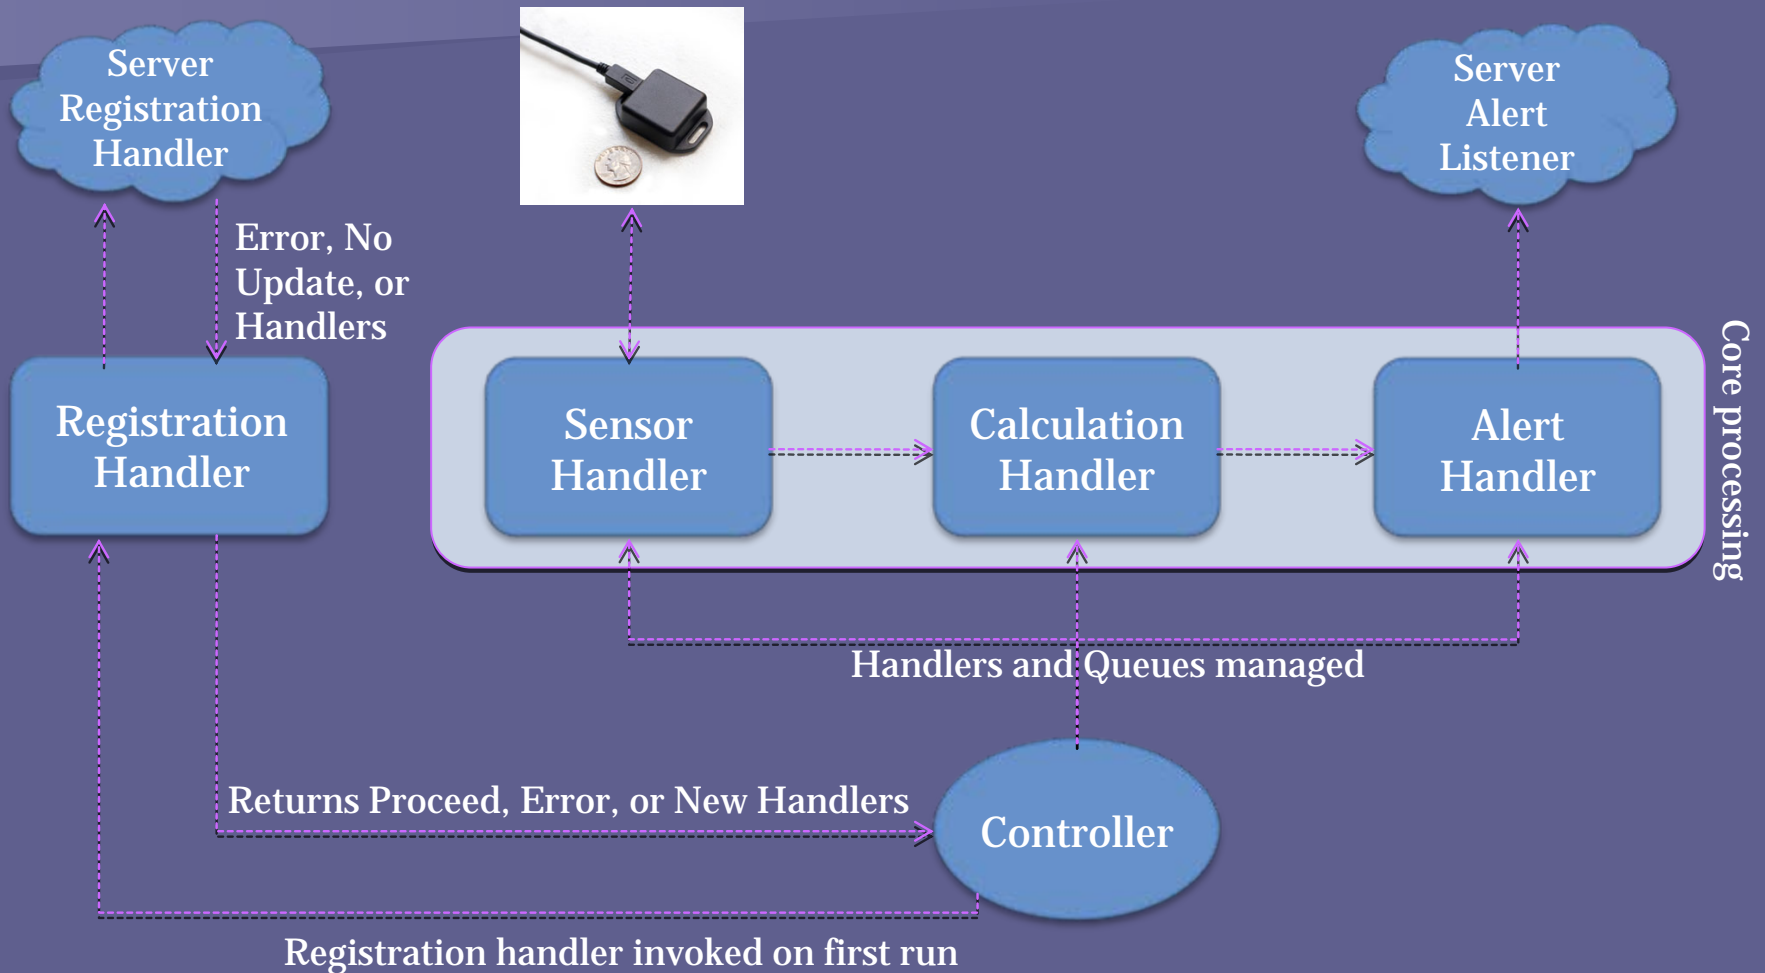 Server
Registration
Handler
Server
Alert
Listener
Error, No
Update, or
Handlers
Core processing
Registration
Handler
Sensor
Handler
Calculation
Handler
Alert
Handler
Handlers and Queues managed
Returns Proceed, Error, or New Handlers
Controller
Registration handler invoked on first run